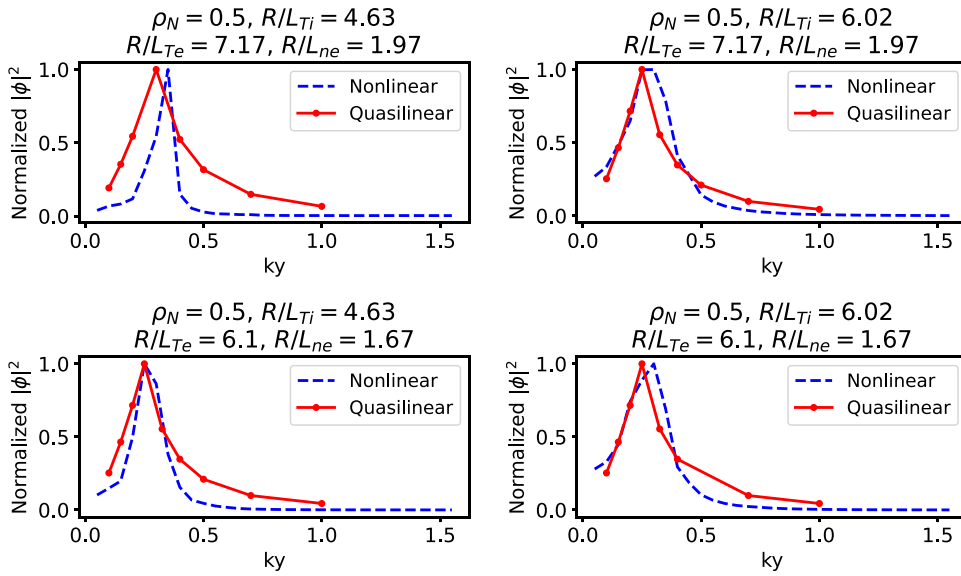 ρ_N = 0.5, R/L_Ti = 4.63
R/L_Te = 7.17, R/L_ne = 1.97
Normalized |ϕ|²
1.0
0.5
0.0
Nonlinear
Quasilinear
0.0 0.5 1.0 1.5
ky
ρ_N = 0.5, R/L_Ti = 6.02
R/L_Te = 7.17, R/L_ne = 1.97
Normalized |ϕ|²
1.0
0.5
0.0
Nonlinear
Quasilinear
0.0 0.5 1.0 1.5
ky
ρ_N = 0.5, R/L_Ti = 4.63
R/L_Te = 6.1, R/L_ne = 1.67
Normalized |ϕ|²
1.0
0.5
0.0
Nonlinear
Quasilinear
0.0 0.5 1.0 1.5
ky
ρ_N = 0.5, R/L_Ti = 6.02
R/L_Te = 6.1, R/L_ne = 1.67
Normalized |ϕ|²
1.0
0.5
0.0
Nonlinear
Quasilinear
0.0 0.5 1.0 1.5
ky